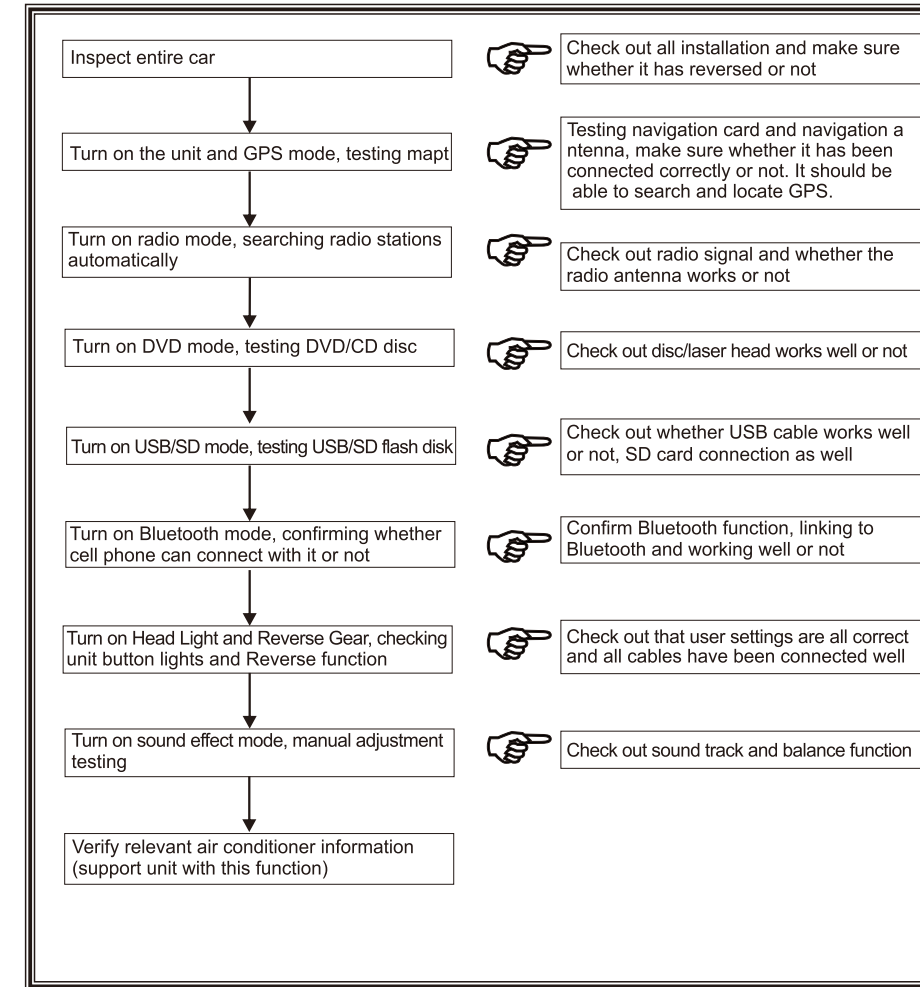 Inspect entire car
Check out all installation and make sure
whether it has reversed or not
Turn on the unit and GPS mode, testing mapt
Testing navigation card and navigation a
ntenna, make sure whether it has been
connected correctly or not. It should be
able to search and locate GPS.
Turn on radio mode, searching radio stations
automatically
Check out radio signal and whether the
radio antenna works or not
Turn on DVD mode, testing DVD/CD disc
Check out disc/laser head works well or not
Turn on USB/SD mode, testing USB/SD flash disk
Check out whether USB cable works well
or not, SD card connection as well
Turn on Bluetooth mode, confirming whether
cell phone can connect with it or not
Confirm Bluetooth function, linking to
Bluetooth and working well or not
Turn on Head Light and Reverse Gear, checking
unit button lights and Reverse function
Check out that user settings are all correct
and all cables have been connected well
Turn on sound effect mode, manual adjustment
testing
Check out sound track and balance function
Verify relevant air conditioner information
(support unit with this function)